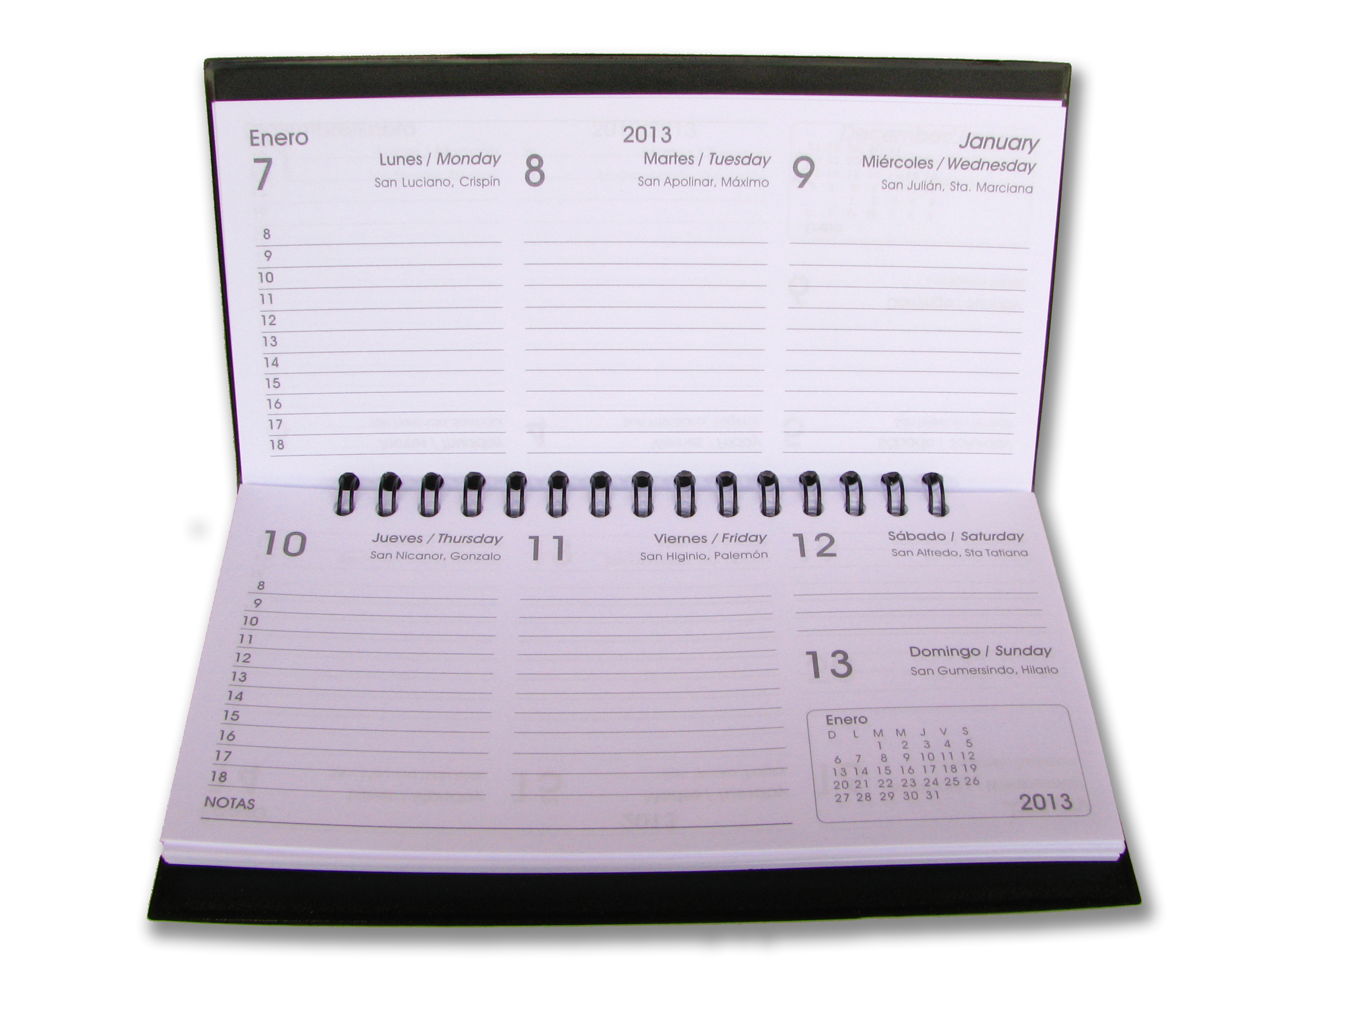 Enero 2013 January
7 Lunes / Monday
San Luciano, Crispín
8 Martes / Tuesday
San Apolinar, Máximo
9 Miércoles / Wednesday
San Julián, Sta. Marciana
8
9
10
11
12
13
14
15
16
17
18
10 Jueves / Thursday
San Nicanor, Gonzalo
11 Viernes / Friday
San Higinio, Palemón
12 Sábado / Saturday
San Alfredo, Sta Tatiana
8
9
10
11
12
13
14
15
16
17
18
NOTAS
13 Domingo / Sunday
San Gumersindo, Hilario
Enero
D L M M J V S
1 2 3 4 5
6 7 8 9 10 11 12
13 14 15 16 17 18 19
20 21 22 23 24 25 26
27 28 29 30 31
2013